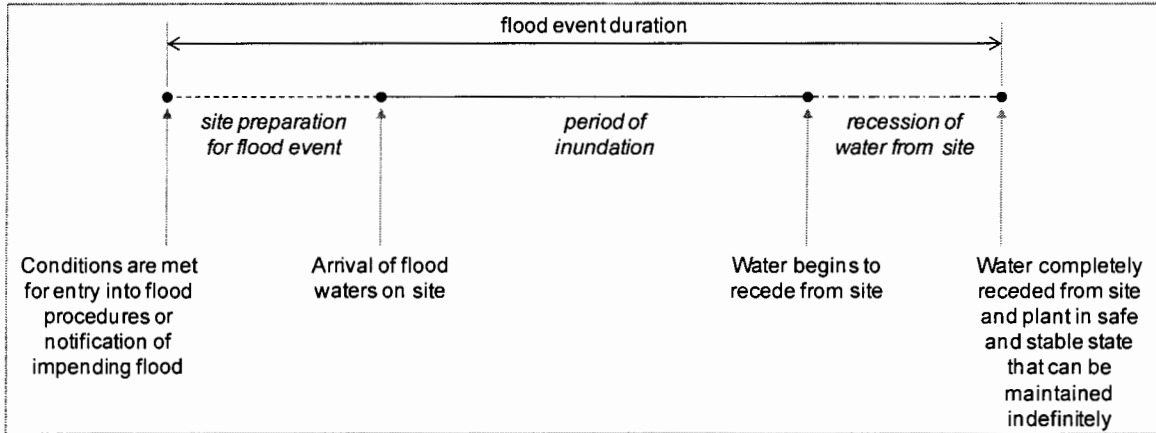 flood event duration
site preparation
for flood event
period of
inundation
recession of
water from site
Conditions are met
for entry into flood
procedures or
notification of
impending flood
Arrival of flood
waters on site
Water begins to
recede from site
Water completely
receded from site
and plant in safe
and stable state
that can be
maintained
indefinitely